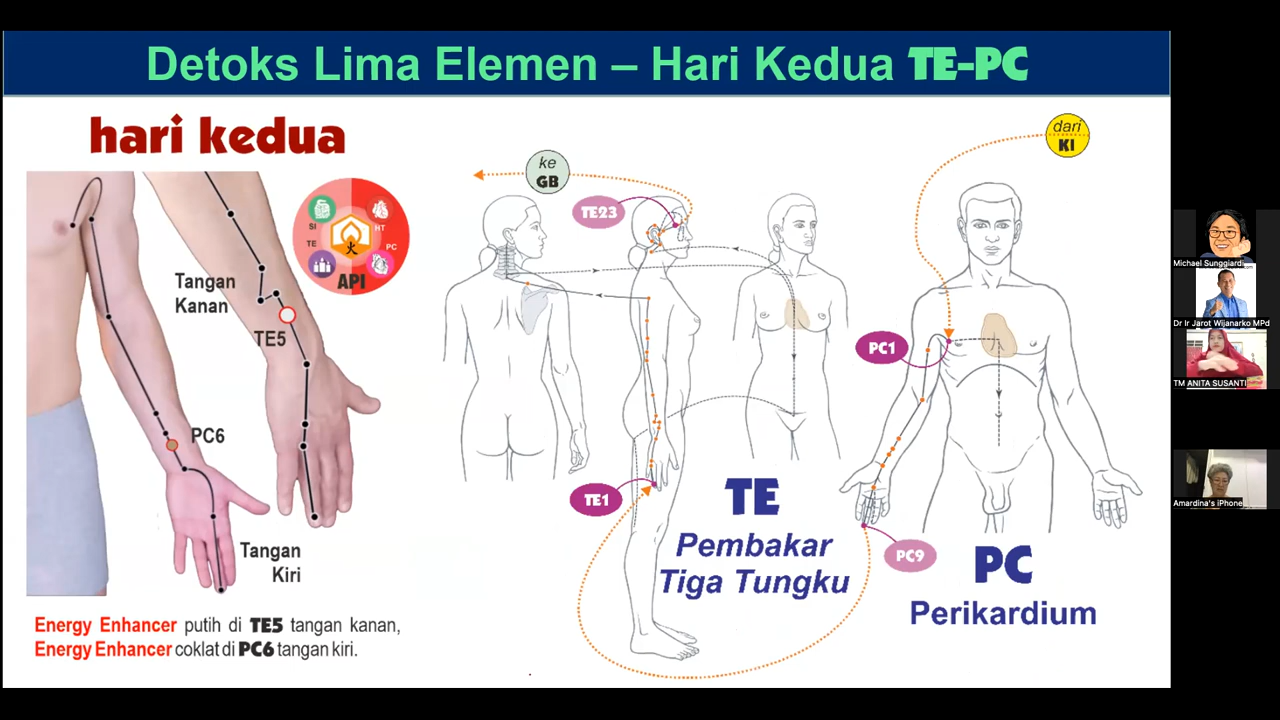 Detoks Lima Elemen – Hari Kedua TE-PC
hari kedua
SI
HT
TE
PC
火
API
Tangan
Kanan
TE5
PC6
Tangan
Kiri
Energy Enhancer putih di TE5 tangan kanan,
Energy Enhancer coklat di PC6 tangan kiri.
ke
GB
TE23
TE1
TE
Pembakar
Tiga Tungku
dari
KI
PC1
PC9
PC
Perikardium
Michael Sunggiardi
Dr Ir Jarot Wijanarko MPd
TM ANITA SUSANTI
Amardina's iPhone